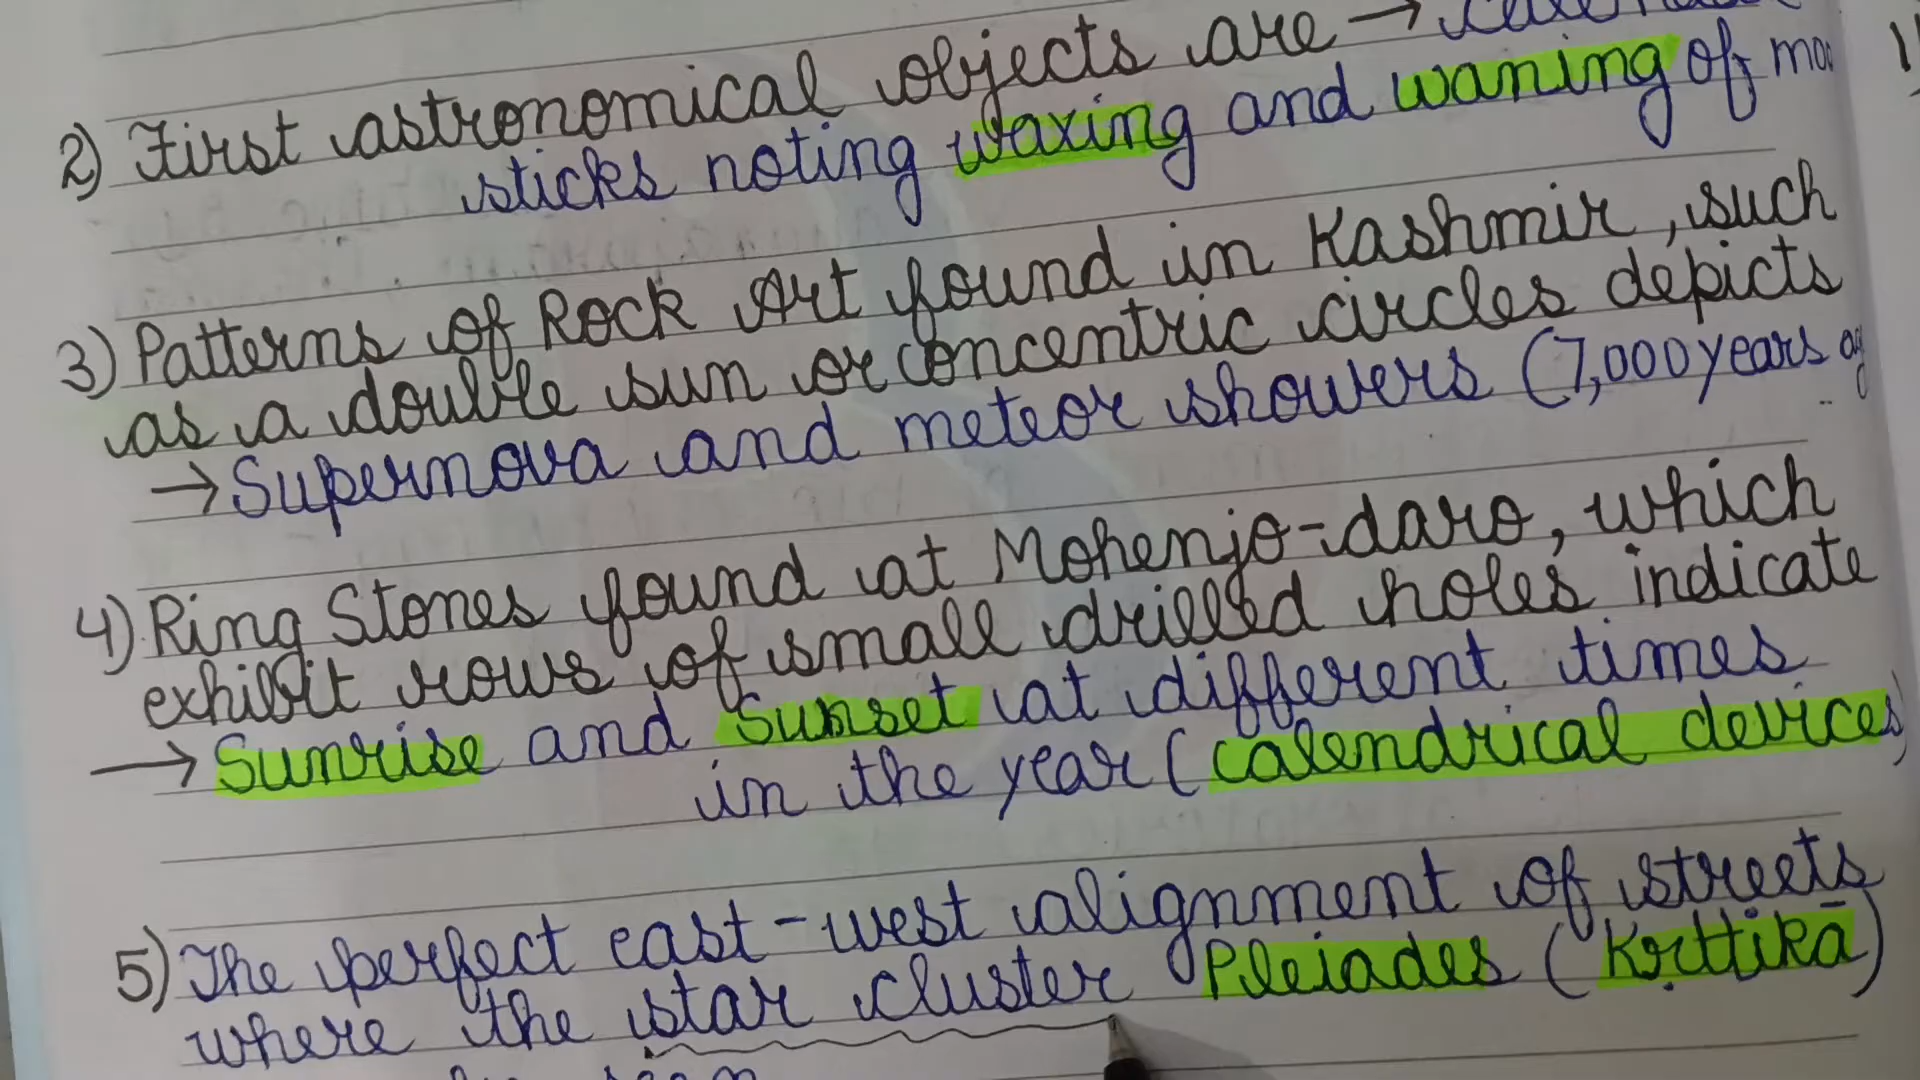 2) First astronomical objects are →
sticks noting waxing and waning of
3) Patterns of Rock Art found in Kashmir, such
as a double sun or concentric circles depicts
→ Supernova and meteor showers (7,000 years
4) Ring Stones found at Mohenjo-daro, which
exhibit rows of small drilled holes indicate
→ Sunrise and Sunset at different times
in the year (calendrical devices)
5) The perfect east-west alignment of streets
where the star cluster Pleiades (Kṛttikā)